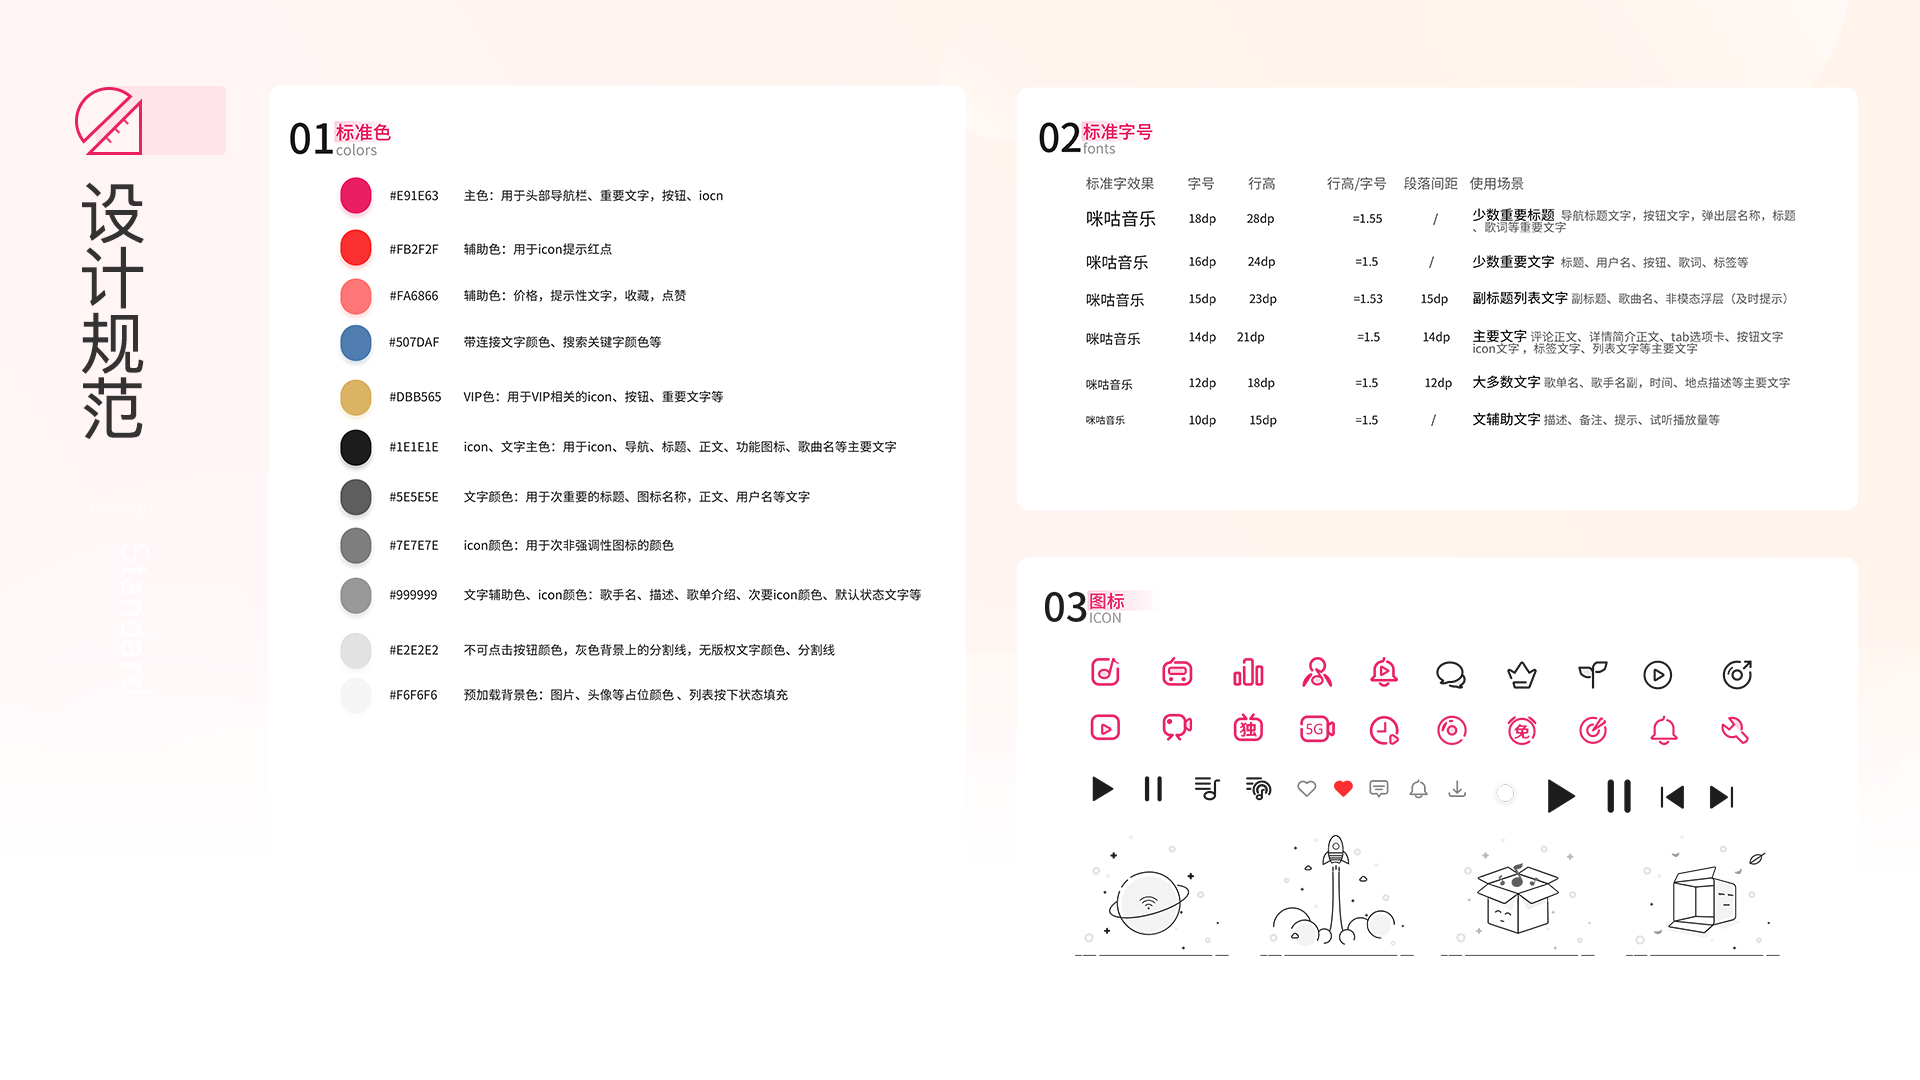 设计规范
Standard
01 标准色
colors
#E91E63 主色：用于头部导航栏、重要文字，按钮、iocn
#FB2F2F 辅助色：用于icon提示红点
#FA6866 辅助色：价格，提示性文字，收藏，点赞
#507DAF 带连接文字颜色、搜索关键字颜色等
#DBB565 VIP色：用于VIP相关的icon、按钮、重要文字等
#1E1E1E icon、文字主色：用于icon、导航、标题、正文、功能图标、歌曲名等主要文字
#5E5E5E 文字颜色：用于次重要的标题、图标名称，正文、用户名等文字
#7E7E7E icon颜色：用于次非强调性图标的颜色
#999999 文字辅助色、icon颜色：歌手名、描述、歌单介绍、次要icon颜色、默认状态文字等
#E2E2E2 不可点击按钮颜色，灰色背景上的分割线，无版权文字颜色、分割线
#F6F6F6 预加载背景色：图片、头像等占位颜色 、列表按下状态填充
02 标准字号
fonts
标准字效果 字号 行高 行高/字号 段落间距 使用场景
咪咕音乐 18dp 28dp =1.55 / 少数重要标题 导航标题文字，按钮文字，弹出层名称，标题
、歌词等重要文字
咪咕音乐 16dp 24dp =1.5 / 少数重要文字 标题、用户名、按钮、歌词、标签等
咪咕音乐 15dp 23dp =1.53 15dp 副标题列表文字 副标题、歌曲名、非模态浮层（及时提示）
咪咕音乐 14dp 21dp =1.5 14dp 主要文字 评论正文、详情简介正文、tab选项卡、按钮文字
icon文字 ，标签文字、列表文字等主要文字
咪咕音乐 12dp 18dp =1.5 12dp 大多数文字 歌单名、歌手名副，时间、地点描述等主要文字
咪咕音乐 10dp 15dp =1.5 / 文辅助文字 描述、备注、提示、试听播放量等
03 图标
ICON
独 5G 免